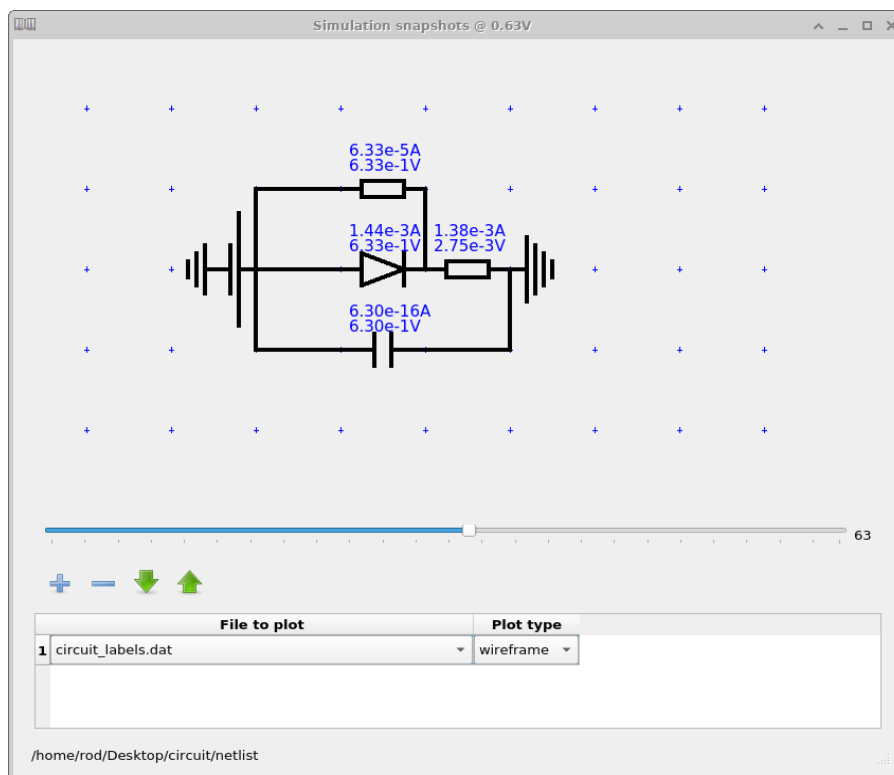 Simulation snapshots @ 0.63V
6.33e-5A
6.33e-1V
1.44e-3A 1.38e-3A
6.33e-1V 2.75e-3V
6.30e-16A
6.30e-1V
63
File to plot Plot type
1 circuit_labels.dat wireframe
/home/rod/Desktop/circuit/netlist